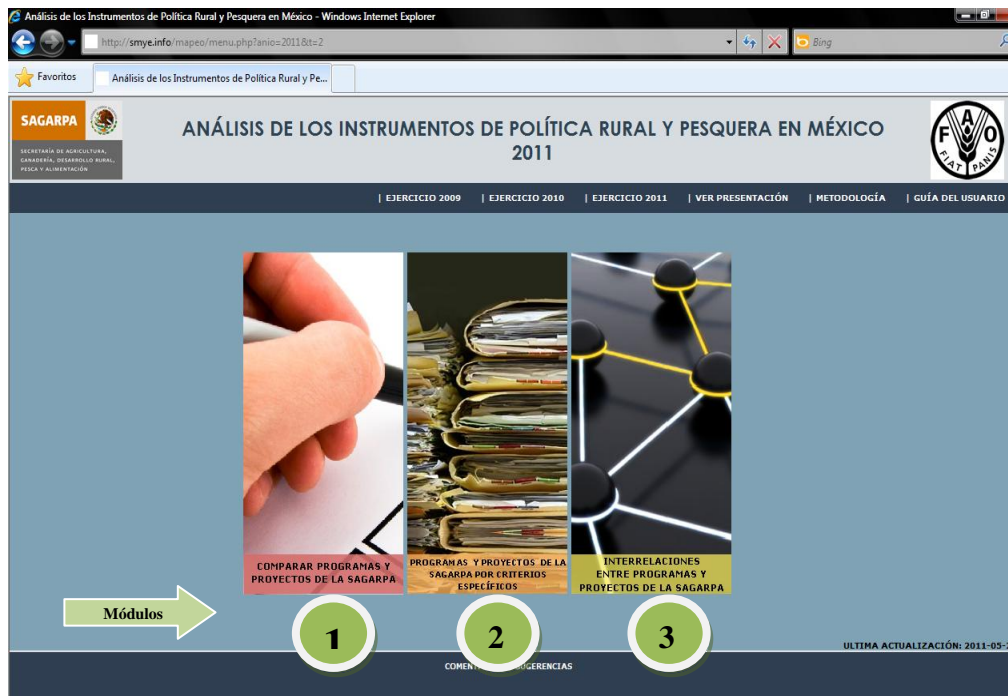 Análisis de los Instrumentos de Política Rural y Pesquera en México - Windows Internet Explorer
http://smye.info/mapeo/menu.php?anio=2011&t=2
Bing
Favoritos
Análisis de los Instrumentos de Política Rural y Pe...
SAGARPA
SECRETARÍA DE AGRICULTURA,
GANADERÍA, DESARROLLO RURAL,
PESCA Y ALIMENTACIÓN
ANÁLISIS DE LOS INSTRUMENTOS DE POLÍTICA RURAL Y PESQUERA EN MÉXICO
2011
FAO
FIAT PANIS
| EJERCICIO 2009 | EJERCICIO 2010 | EJERCICIO 2011 | VER PRESENTACIÓN | METODOLOGÍA | GUÍA DEL USUARIO
COMPARAR PROGRAMAS Y
PROYECTOS DE LA SAGARPA
PROGRAMAS Y PROYECTOS DE LA
SAGARPA POR CRITERIOS
ESPECÍFICOS
INTERRELACIONES
ENTRE PROGRAMAS Y
PROYECTOS DE LA SAGARPA
Módulos
1
2
3
ULTIMA ACTUALIZACIÓN: 2011-05-2
COMEN
GERENCIAS